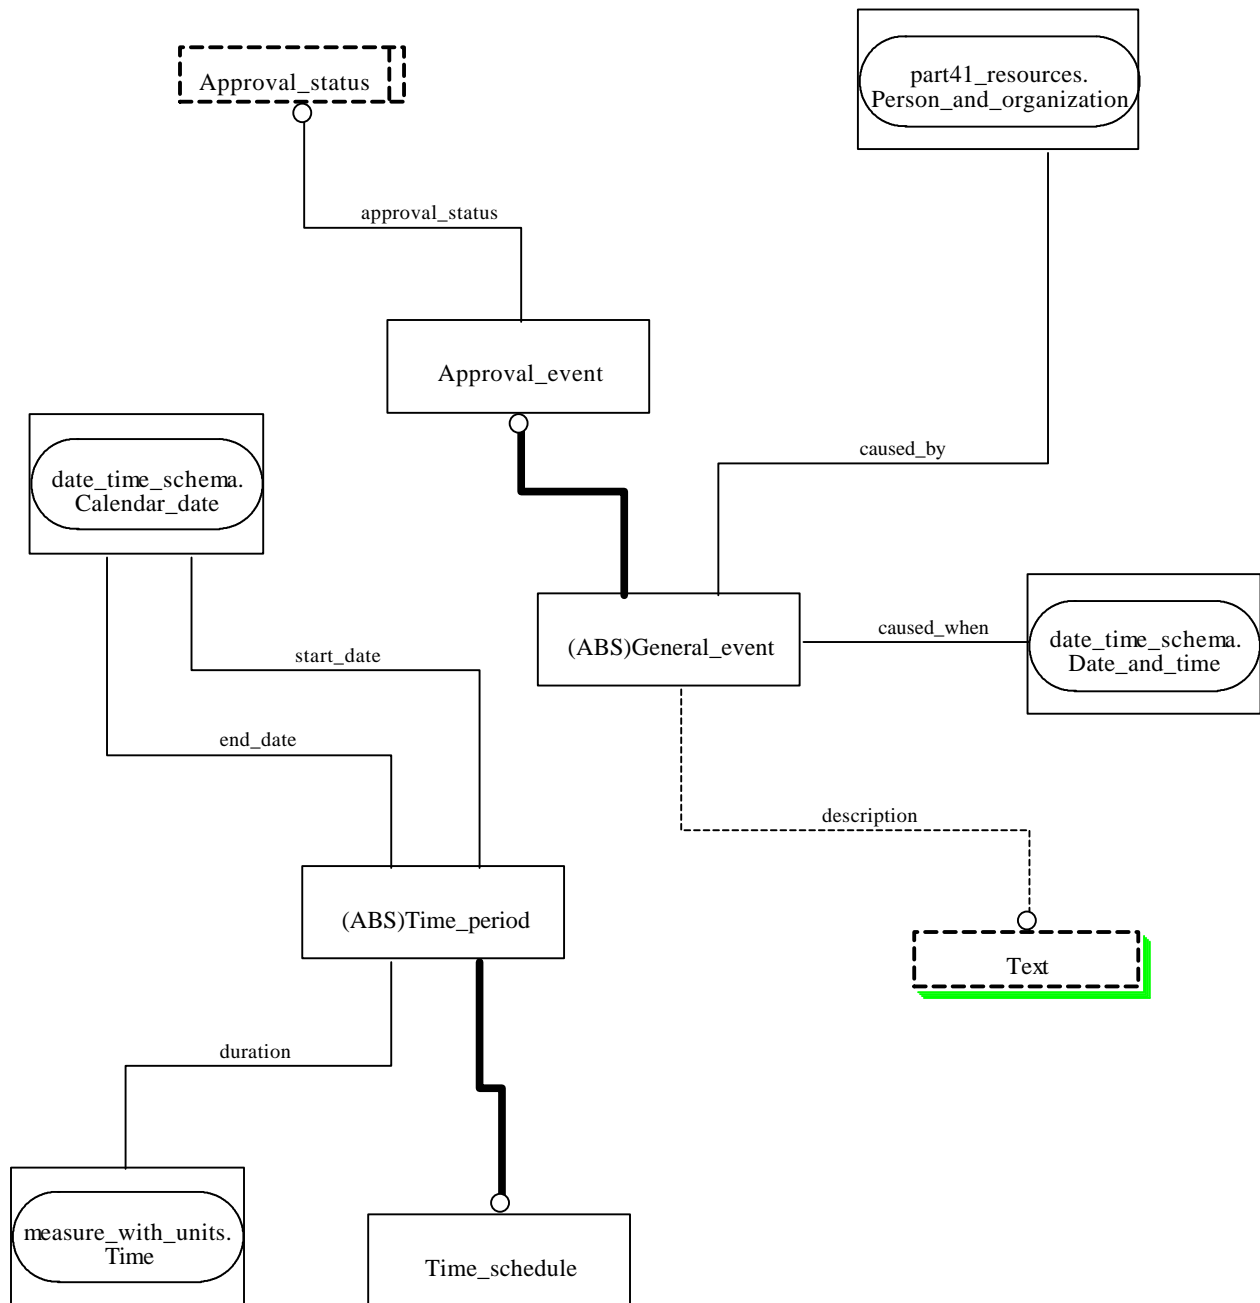 Approval_status
part41_resources.
Person_and_organization
approval_status
Approval_event
caused_by
date_time_schema.
Calendar_date
(ABS)General_event
caused_when
date_time_schema.
Date_and_time
start_date
end_date
description
(ABS)Time_period
Text
duration
measure_with_units.
Time
Time_schedule